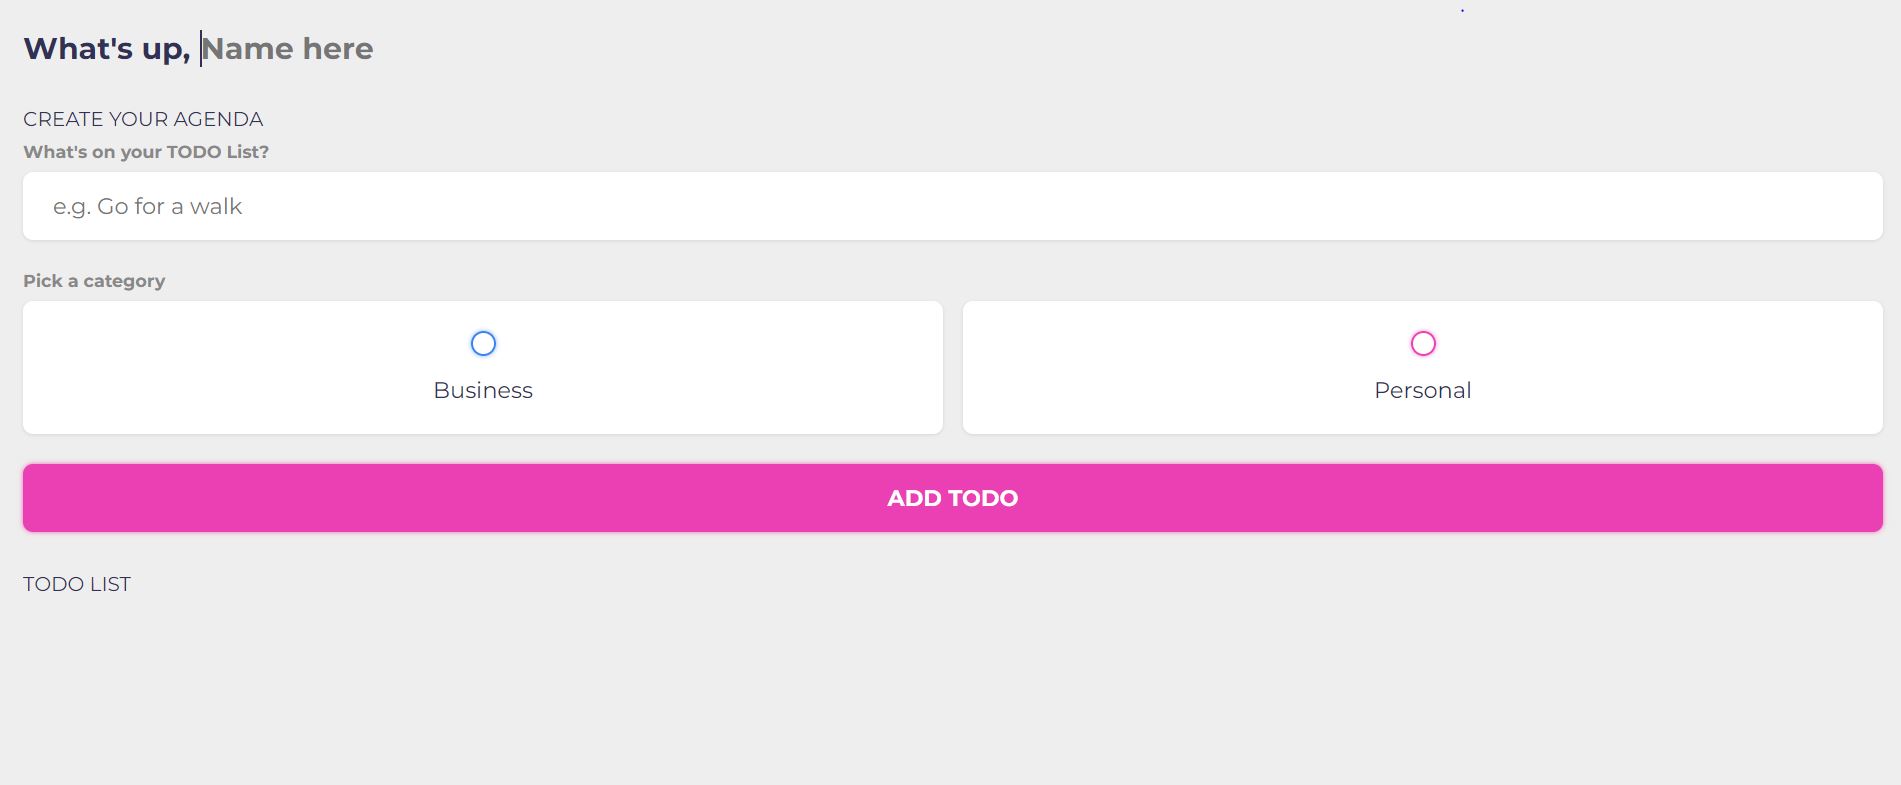 What's up, Name here
CREATE YOUR AGENDA
What's on your TODO List?
e.g. Go for a walk
Pick a category
Business
Personal
ADD TODO
TODO LIST